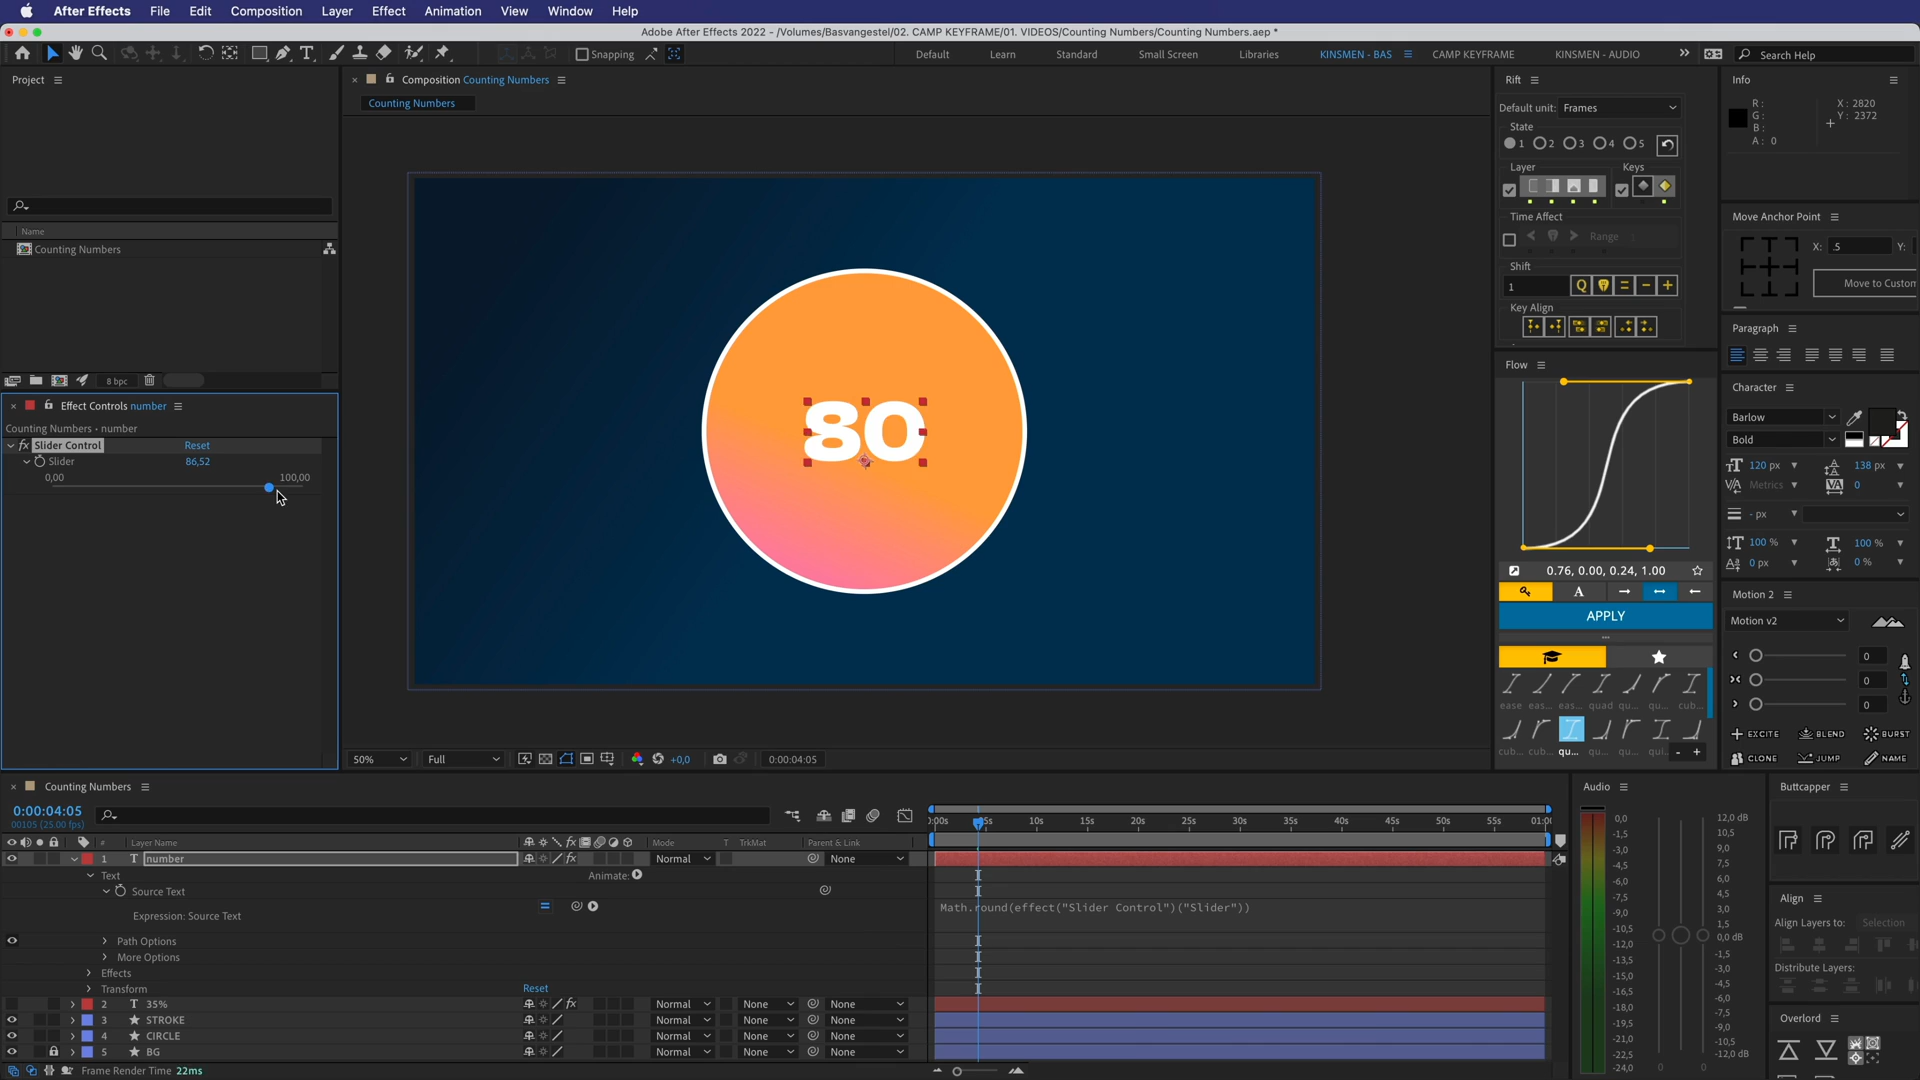 After Effects File Edit Composition Layer Effect Animation View Window Help
Adobe After Effects 2022 - /Volumes/Basvangestel/02. CAMP KEYFRAME/01. VIDEOS/Counting Numbers/Counting Numbers.aep *
Snapping
Default Learn Standard Small Screen Libraries KINSMEN - BAS CAMP KEYFRAME KINSMEN - AUDIO
Search Help
Project
Name
Counting Numbers
8 bpc
Effect Controls number
Counting Numbers • number
fx Slider Control Reset
Slider 86,52
0,00 100,00
Composition Counting Numbers
Counting Numbers
80
50% Full +0,0 0:00:04:05
Rift
Default unit: Frames
State
1 2 3 4 5
Layer Keys
Time Affect
Range
Shift
1 Q
Key Align
Flow
0.76, 0.00, 0.24, 1.00
A
APPLY
ease eas... eas... quad qu... qu... cub...
cub... cub... qu... qu... qu... qui...
- +
Info
R: X: 2820
G: Y: 2372
B:
A: 0
Move Anchor Point
X: .5 Y:
Move to Custom
Paragraph
Character
Barlow
Bold
120 px 138 px
Metrics 0
- px
100 % 100 %
0 px 0 %
Motion 2
Motion v2
0
0
0
EXCITE BLEND BURST
CLONE JUMP NAME
Counting Numbers
0:00:04:05
00105 (25.00 fps)
# Layer Name Mode T TrkMat Parent & Link
1 T number fx Normal None
Text Animate:
Source Text
Expression: Source Text
Path Options
More Options
Effects
Transform Reset
2 T 35% fx Normal None None
3 STROKE Normal None None
4 CIRCLE Normal None None
5 BG Normal None None
Frame Render Time 22ms
:00s 05s 10s 15s 20s 25s 30s 35s 40s 45s 50s 55s 01:0
Math.round(effect("Slider Control")("Slider"))
Audio
0,0
-1,5
-3,0
-4,5
-6,0
-7,5
-9,0
-10,5
-12,0
-13,5
-15,0
-16,5
-18,0
-19,5
-21,0
-22,5
-24,0
12,0 dB
10,5
9,0
7,5
6,0
4,5
3,0
1,5
0,0 dB
-1,5
-3,0
-4,5
-6,0
-7,5
-9,0
-10,5
-12,0 dB
0 0
Buttcapper
Align
Align Layers to: Selection
Distribute Layers:
Overlord